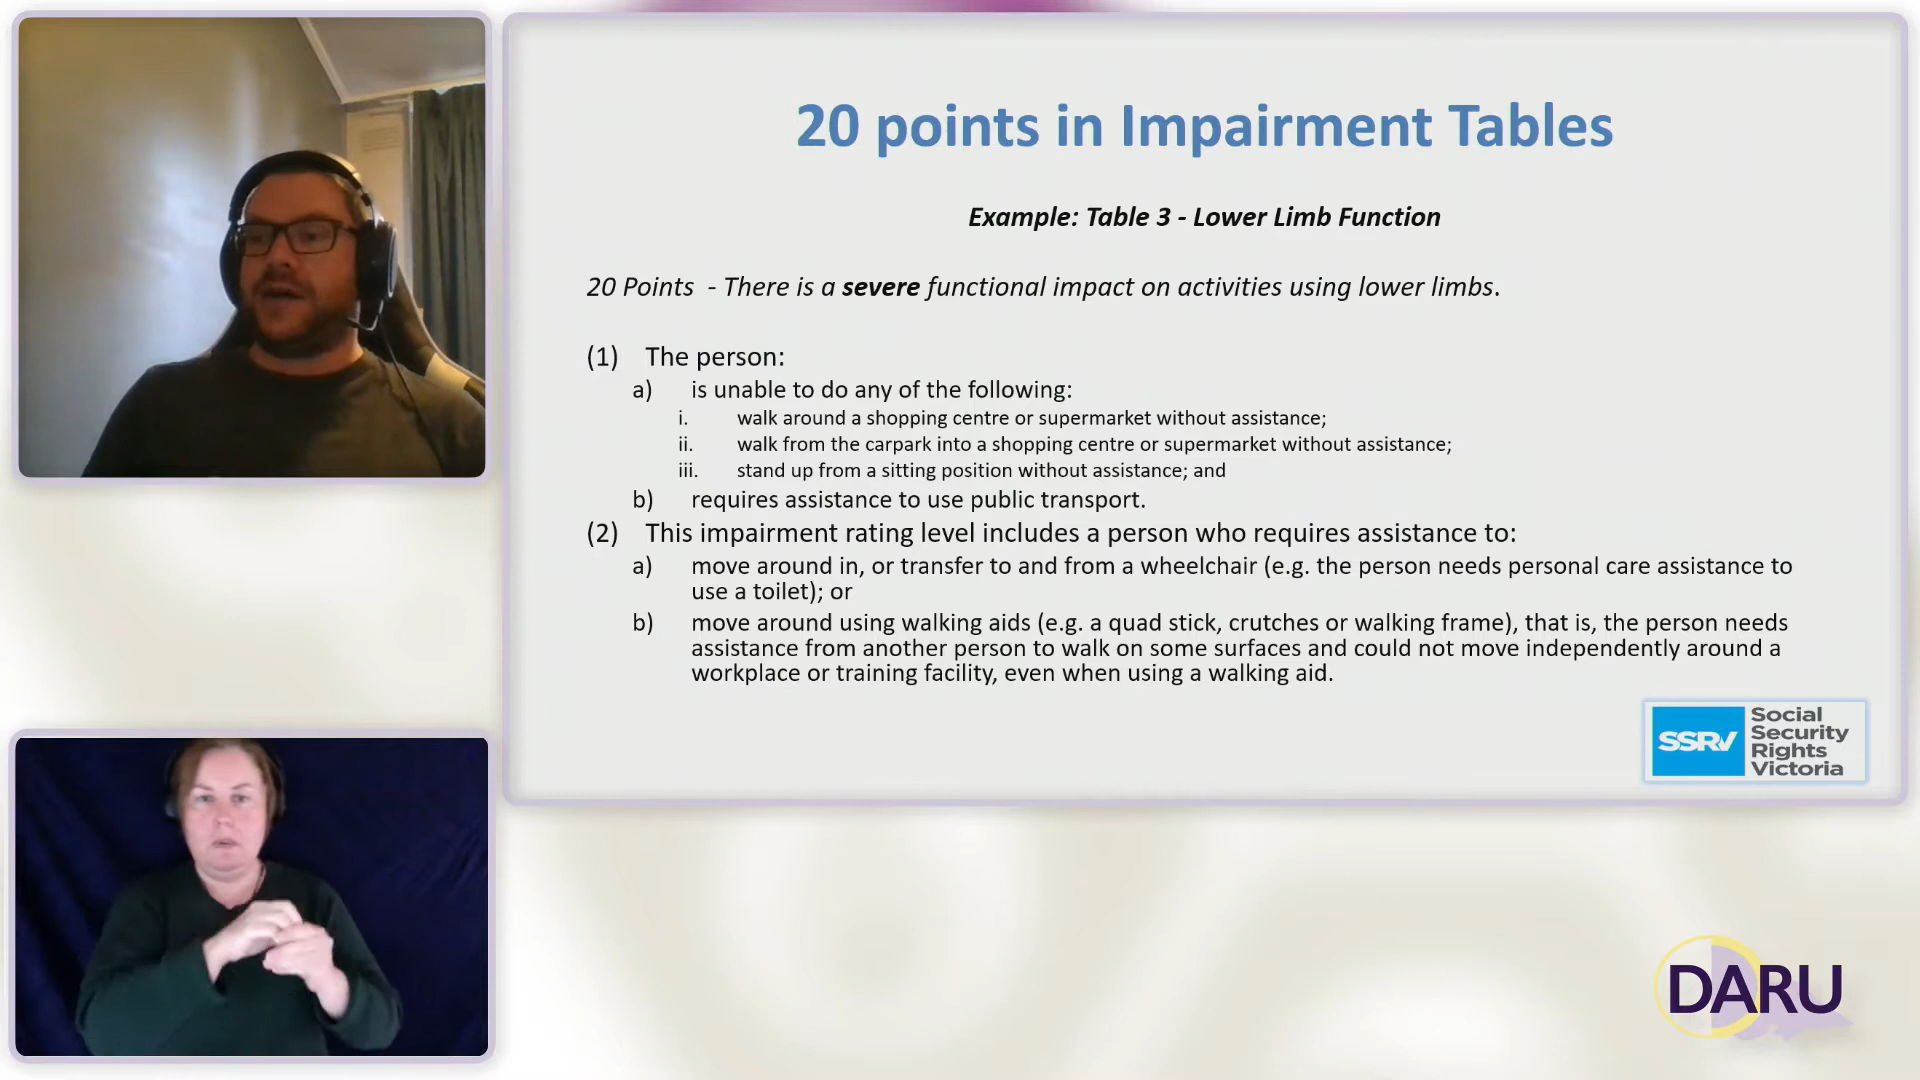 20 points in Impairment Tables
Example: Table 3 - Lower Limb Function
20 Points - There is a severe functional impact on activities using lower limbs.
(1) The person:
a) is unable to do any of the following:
i. walk around a shopping centre or supermarket without assistance;
ii. walk from the carpark into a shopping centre or supermarket without assistance;
iii. stand up from a sitting position without assistance; and
b) requires assistance to use public transport.
(2) This impairment rating level includes a person who requires assistance to:
a) move around in, or transfer to and from a wheelchair (e.g. the person needs personal care assistance to
use a toilet); or
b) move around using walking aids (e.g. a quad stick, crutches or walking frame), that is, the person needs
assistance from another person to walk on some surfaces and could not move independently around a
workplace or training facility, even when using a walking aid.
SSRV
Social
Security
Rights
Victoria
DARU